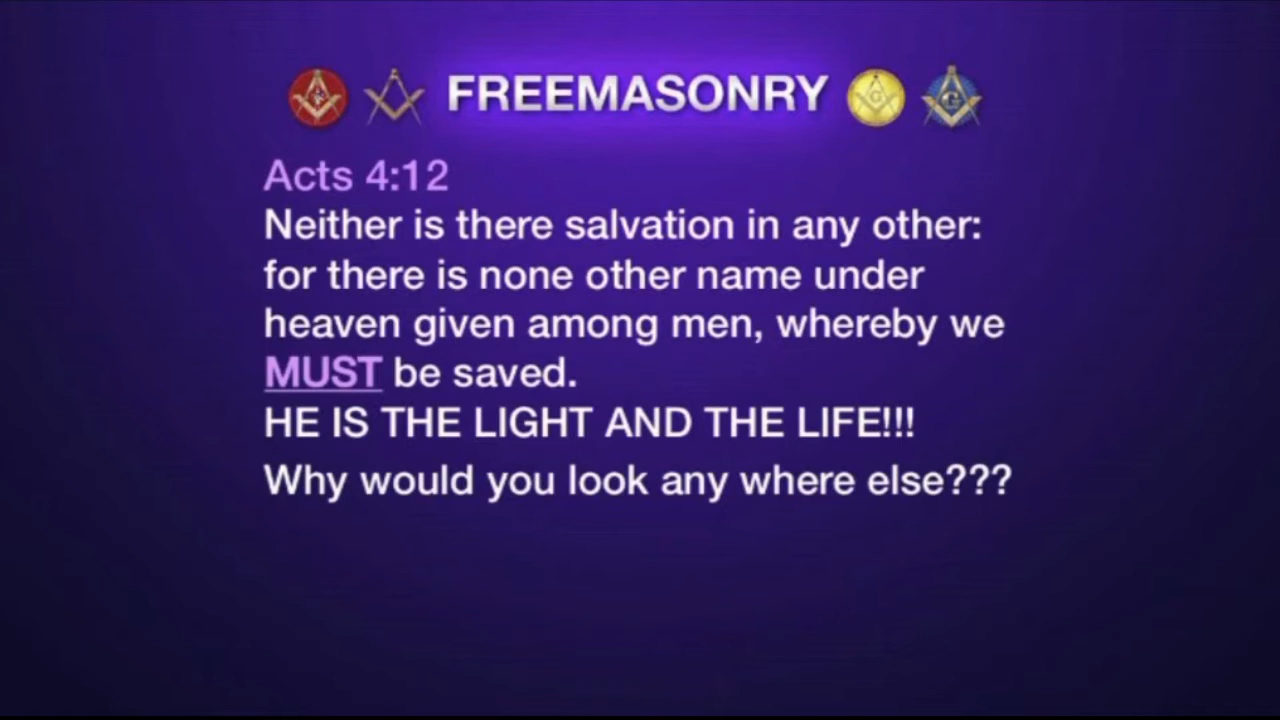 FREEMASONRY
Acts 4:12
Neither is there salvation in any other:
for there is none other name under
heaven given among men, whereby we
MUST be saved.
HE IS THE LIGHT AND THE LIFE!!!
Why would you look any where else???